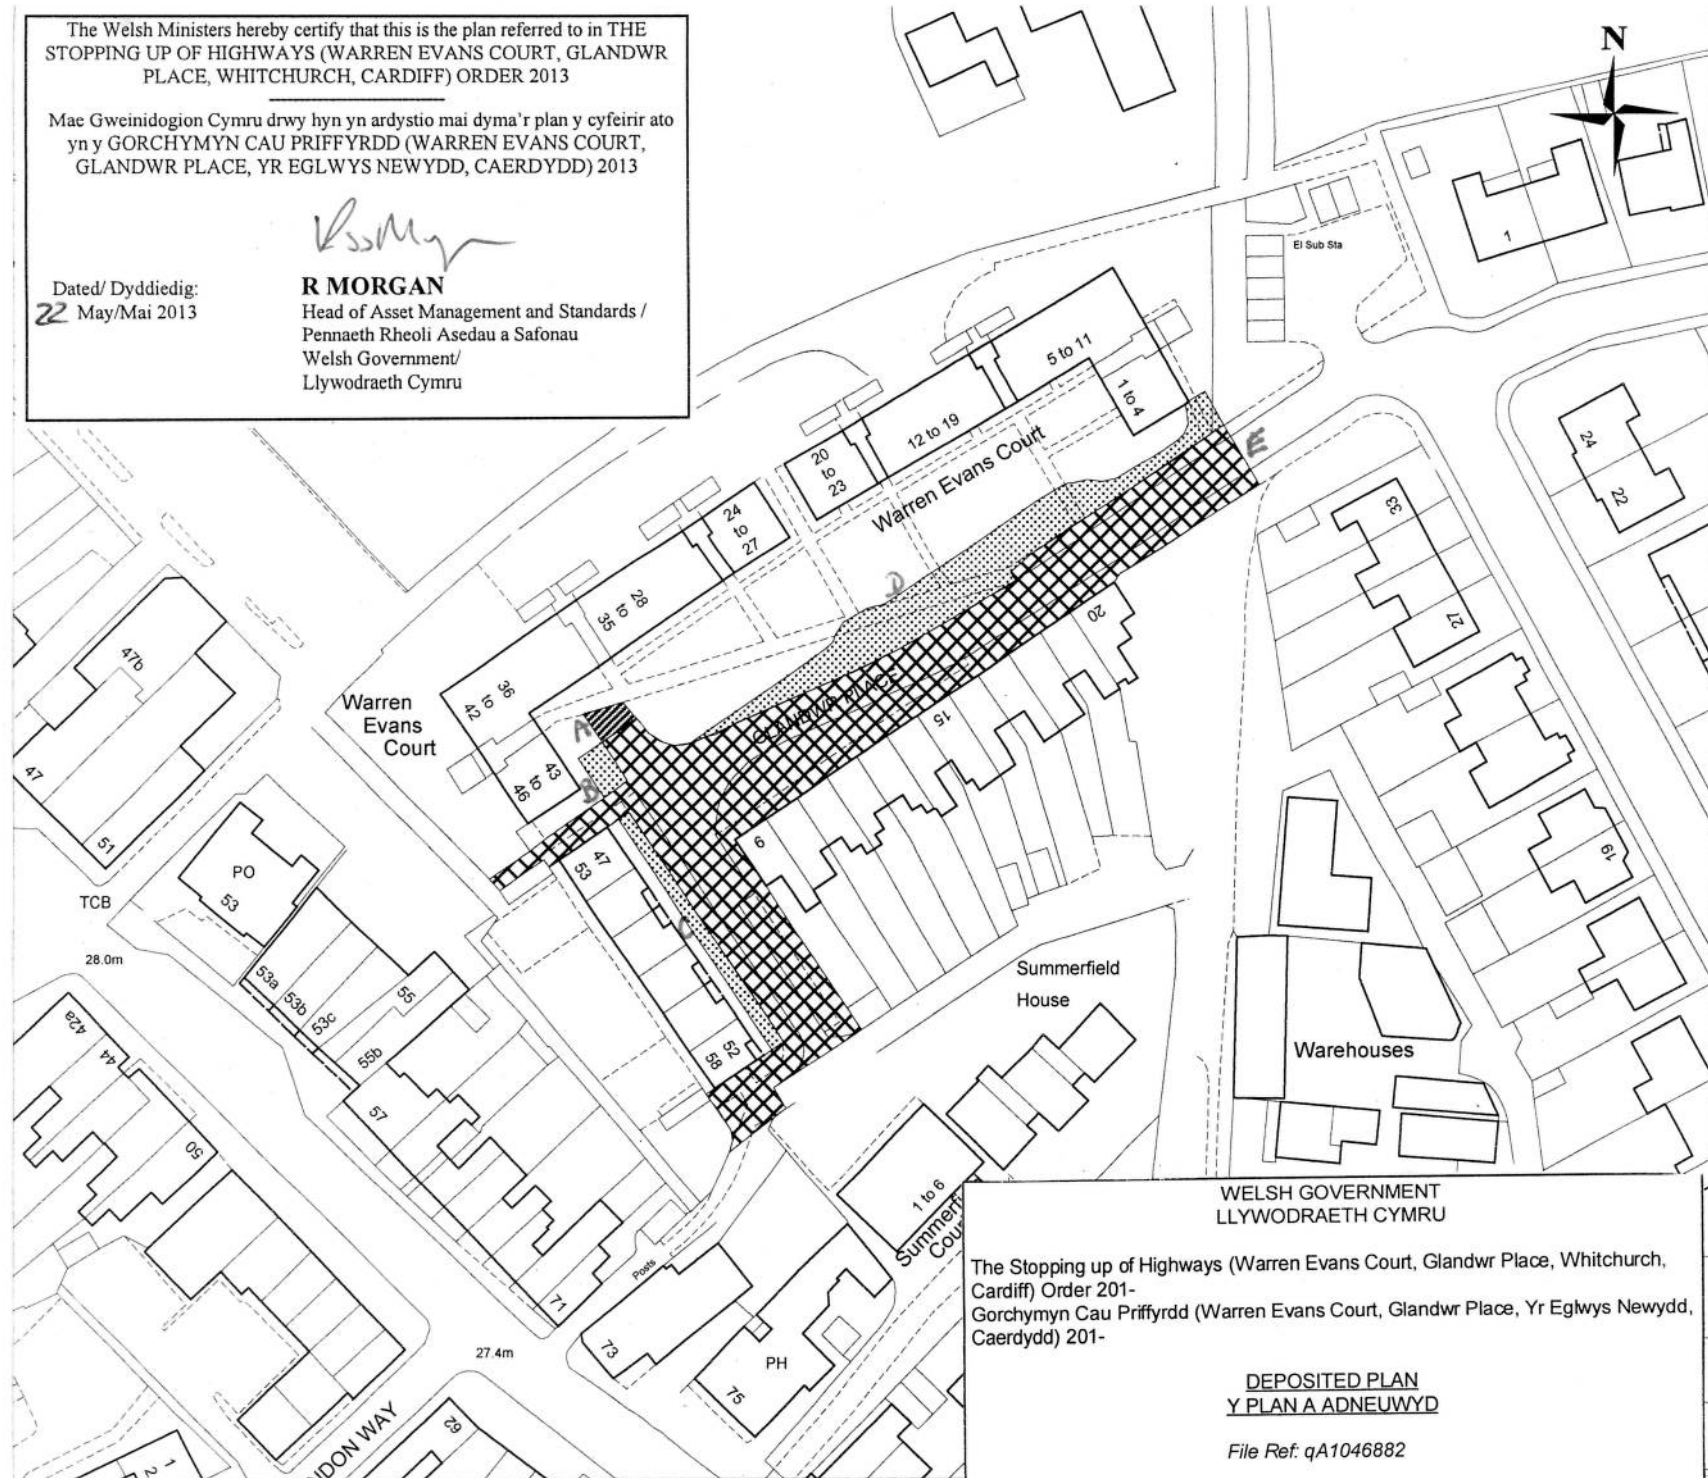 The Welsh Ministers hereby certify that this is the plan referred to in THE
STOPPING UP OF HIGHWAYS (WARREN EVANS COURT, GLANDWR
PLACE, WHITCHURCH, CARDIFF) ORDER 2013
Mae Gweinidogion Cymru drwy hyn yn ardystio mai dyma'r plan y cyfeirir ato
yn y GORCHYMYN CAU PRIFFYRDD (WARREN EVANS COURT,
GLANDWR PLACE, YR EGLWYS NEWYDD, CAERDYDD) 2013
Dated/ Dyddiedig:
22 May/Mai 2013
R MORGAN
Head of Asset Management and Standards /
Pennaeth Rheoli Asedau a Safonau
Welsh Government/
Llywodraeth Cymru
N
1
El Sub Sta
5 to 11
1 to 4
12 to 19
20
to
23
Warren Evans Court
E
24
22
24
to
27
33
27
D
28
to
35
20
47b
36
to
42
Warren
Evans
Court
GLANDWR PLACE
15
A
43
to
46
B
47
51
PO
53
47
53
6
19
TCB
28.0m
C
53a
53b
53c
55
55b
Summerfield
House
42a
44
52
58
Warehouses
57
50
1 to 6
Posts
71
73
PH
75
27.4m
62
1
2
WELSH GOVERNMENT
LLYWODRAETH CYMRU
The Stopping up of Highways (Warren Evans Court, Glandwr Place, Whitchurch,
Cardiff) Order 201-
Gorchymyn Cau Priffyrdd (Warren Evans Court, Glandwr Place, Yr Eglwys Newydd,
Caerdydd) 201-
DEPOSITED PLAN
Y PLAN A ADNEUWYD
File Ref: qA1046882